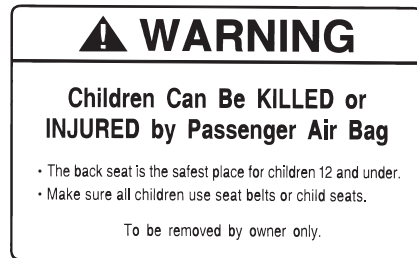 WARNING
Children Can Be KILLED or
INJURED by Passenger Air Bag
• The back seat is the safest place for children 12 and under.
• Make sure all children use seat belts or child seats.
To be removed by owner only.